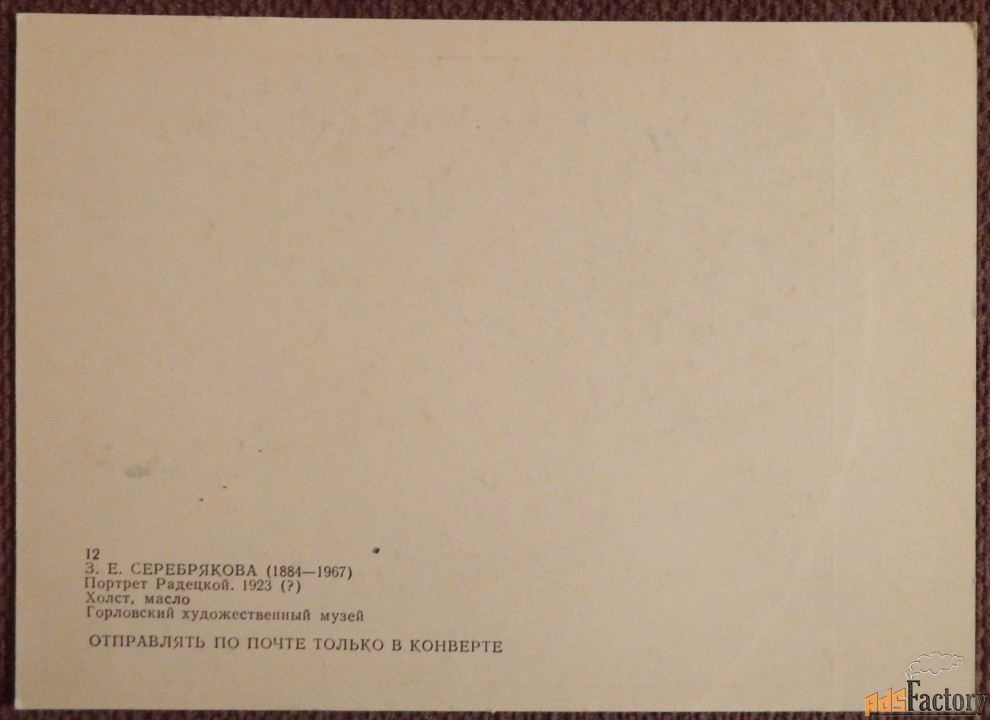 12
З. Е. СЕРЕБРЯКОВА (1884—1967)
Портрет Радецкой. 1923 (?)
Холст, масло
Горловский художественный музей
ОТПРАВЛЯТЬ ПО ПОЧТЕ ТОЛЬКО В КОНВЕРТЕ
adsFactory